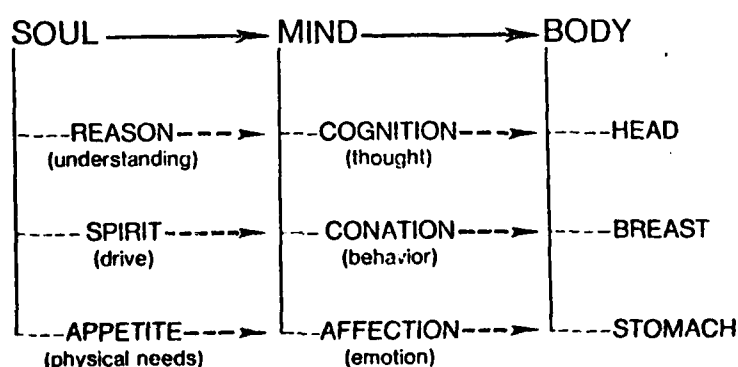 SOUL MIND BODY
REASON COGNITION HEAD
(understanding) (thought)
SPIRIT CONATION BREAST
(drive) (behavior)
APPETITE AFFECTION STOMACH
(physical needs) (emotion)